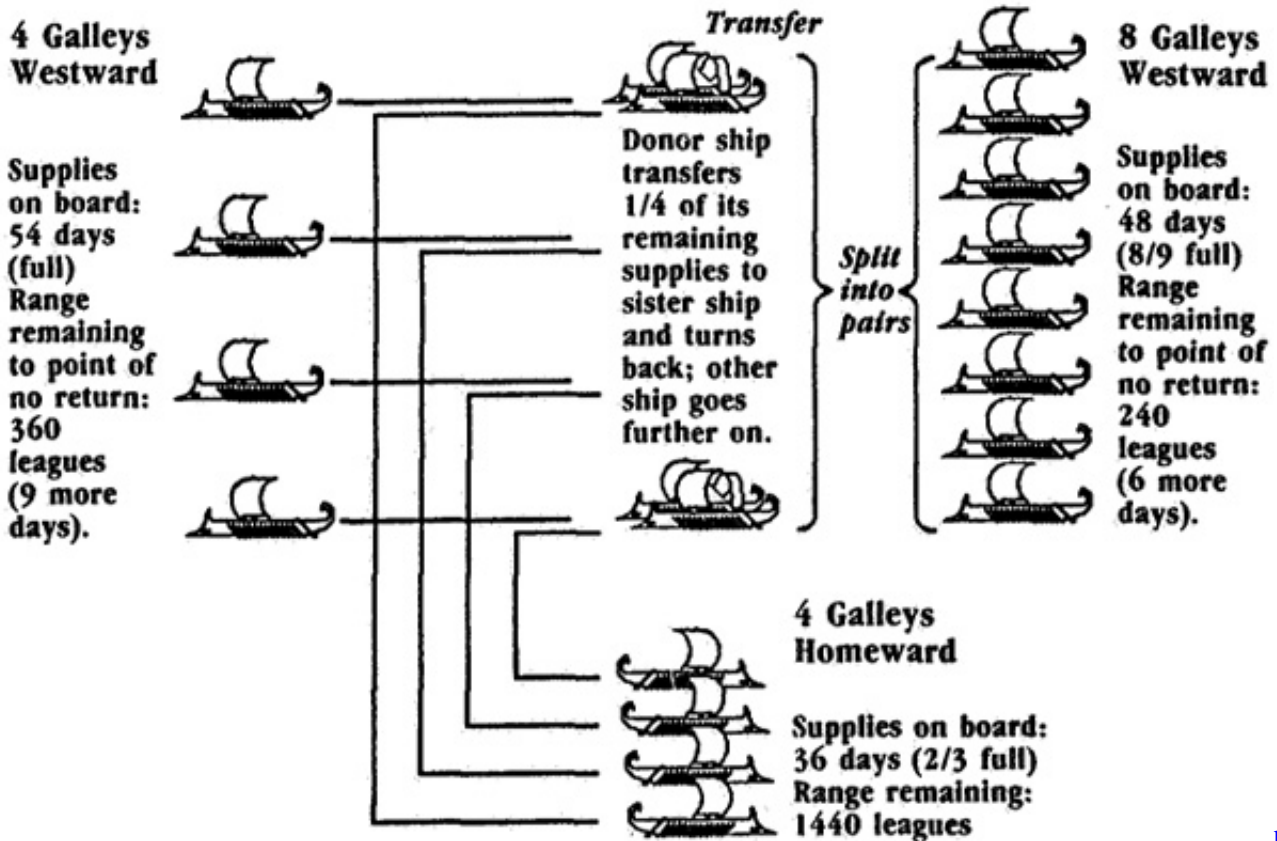 4 Galleys
Westward
Supplies
on board:
54 days
(full)
Range
remaining
to point of
no return:
360
leagues
(9 more
days).
Transfer
Donor ship
transfers
1/4 of its
remaining
supplies to
sister ship
and turns
back; other
ship goes
further on.
Split
into
pairs
8 Galleys
Westward
Supplies
on board:
48 days
(8/9 full)
Range
remaining
to point of
no return:
240
leagues
(6 more
days).
4 Galleys
Homeward
Supplies on board:
36 days (2/3 full)
Range remaining:
1440 leagues